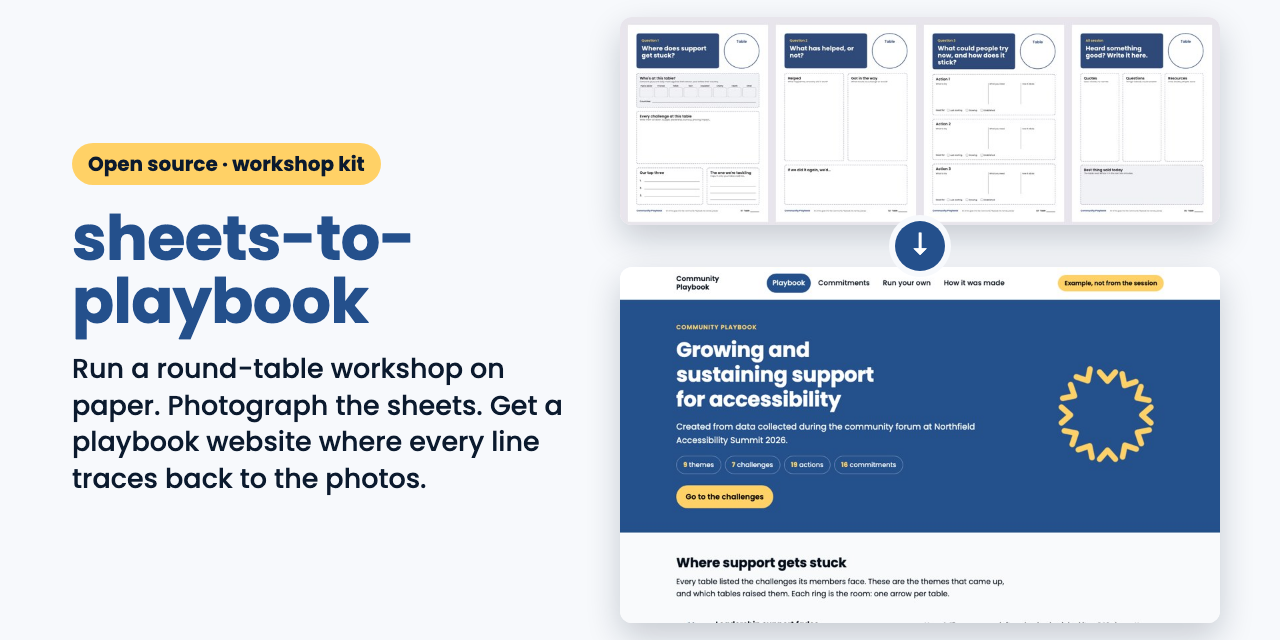 Open source · workshop kit
sheets-to-
playbook
Run a round-table workshop on
paper. Photograph the sheets. Get a
playbook website where every line
traces back to the photos.
Question 1
Where does support
get stuck?
Table
Who's at this table?
Every challenge at this table
Our top three
The one we're tackling
Question 2
What has helped, or
not?
Table
Helped
Got in the way
If we did it again, we'd...
Question 3
What could people try
now, and how does it
stick?
Table
Action 1
Action 2
Action 3
All session
Heard something
good? Write it here.
Table
Quotes
Questions
Resources
Best thing said today
Community
Playbook
Playbook
Commitments
Run your own
How it was made
Example, not from the session
COMMUNITY PLAYBOOK
Growing and
sustaining support
for accessibility
Created from data collected during the community forum at Northfield
Accessibility Summit 2026.
9 themes
7 challenges
19 actions
16 commitments
Go to the challenges
Where support gets stuck
Every table listed the challenges its members face. These are the themes that came up,
and which tables raised them. Each ring is the room: one arrow per table.